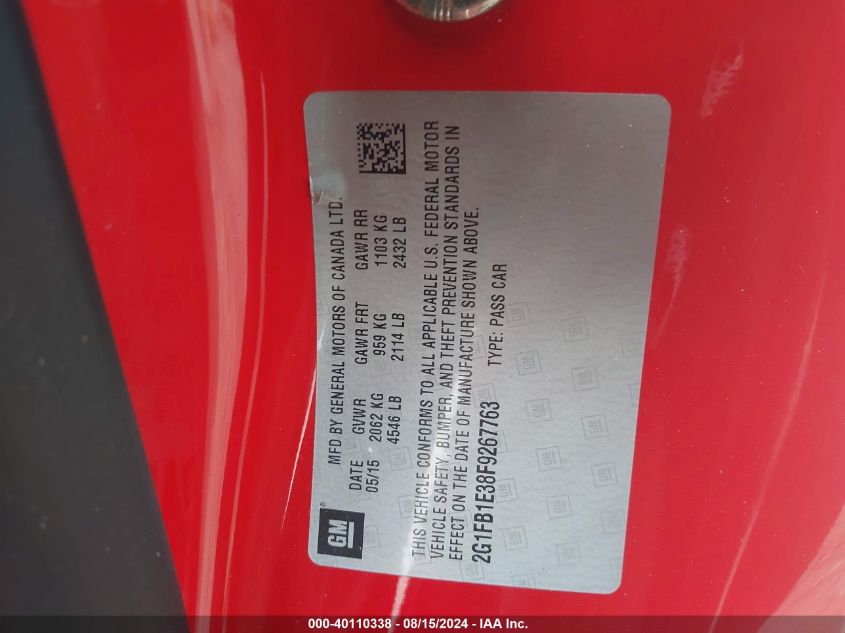 GM
®
MFD BY GENERAL MOTORS OF CANADA LTD.
DATE GVWR GAWR FRT GAWR RR
05/15 2062 KG 959 KG 1103 KG
4546 LB 2114 LB 2432 LB
THIS VEHICLE CONFORMS TO ALL APPLICABLE U.S. FEDERAL MOTOR
VEHICLE SAFETY, BUMPER, AND THEFT PREVENTION STANDARDS IN
EFFECT ON THE DATE OF MANUFACTURE SHOWN ABOVE.
2G1FB1E38F9267763 TYPE: PASS CAR
000-40110338 - 08/15/2024 - IAA Inc.